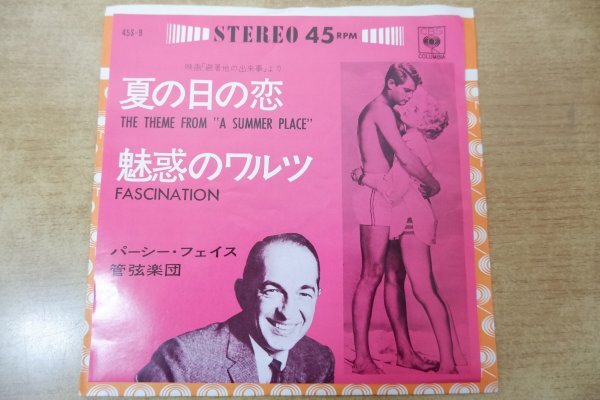 45S-8
STEREO 45 RPM
CBS
COLUMBIA
映画「避暑地の出来事」より
夏の日の恋
THE THEME FROM "A SUMMER PLACE"
魅惑のワルツ
FASCINATION
パーシー・フェイス
管弦楽団